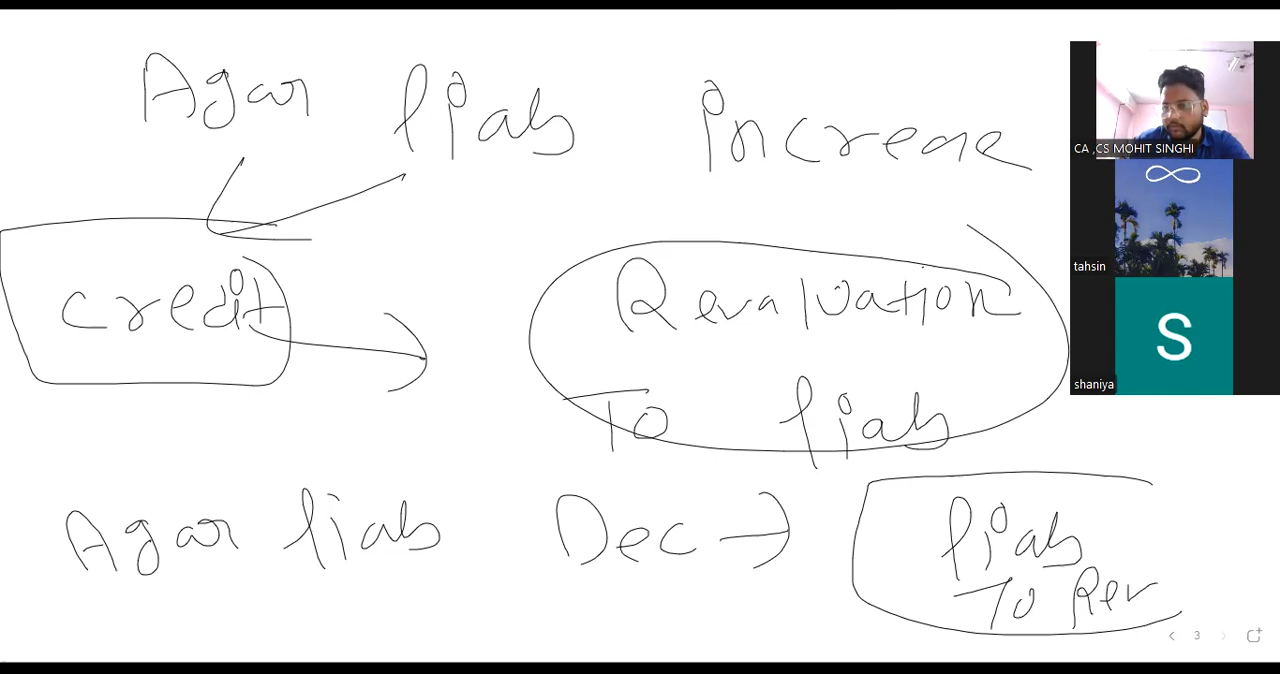 Agar liab increase
credit → Revaluation
To liab
Agar liab Dec → liab
To Rev
CA ,CS MOHIT SINGHI
tahsin
S
shaniya
< 3 >